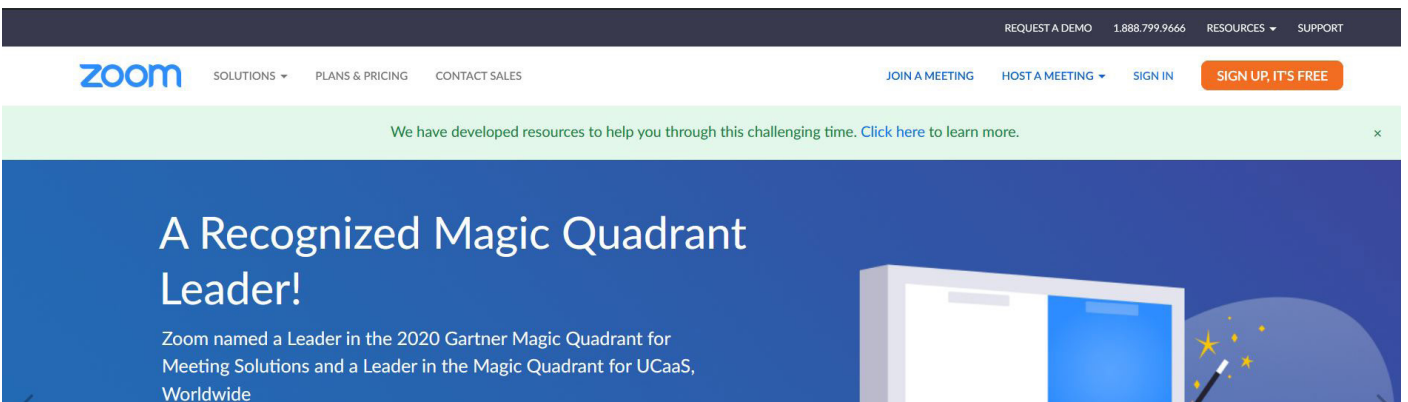 REQUEST A DEMO 1.888.799.9666 RESOURCES SUPPORT
zoom SOLUTIONS PLANS & PRICING CONTACT SALES JOIN A MEETING HOST A MEETING SIGN IN SIGN UP, IT'S FREE
We have developed resources to help you through this challenging time. Click here to learn more. ×
A Recognized Magic Quadrant
Leader!
Zoom named a Leader in the 2020 Gartner Magic Quadrant for
Meeting Solutions and a Leader in the Magic Quadrant for UCaaS,
Worldwide